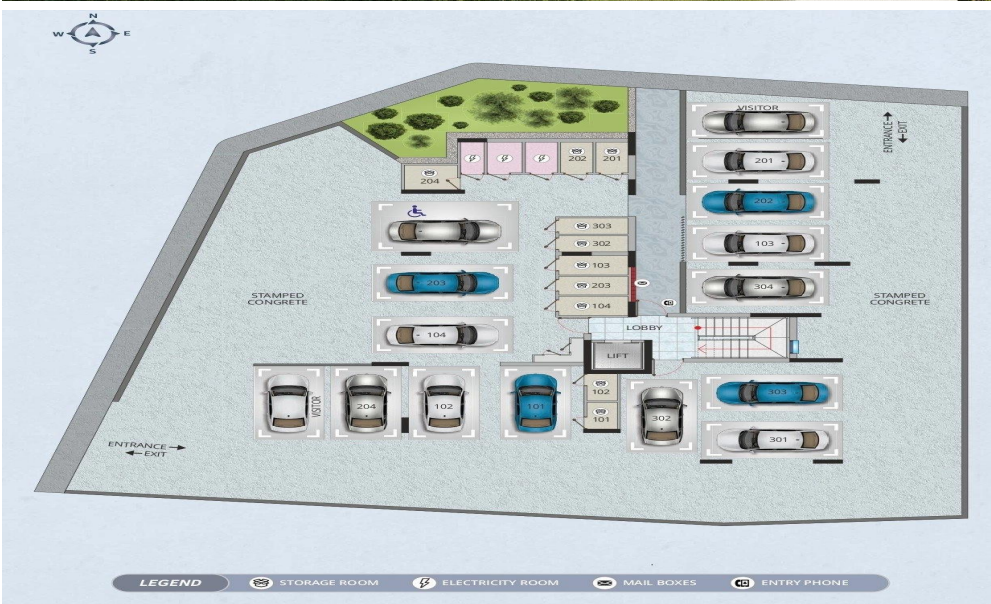 N
W E
S
VISITOR
ENTRANCE
EXIT
201
202
103
304
204
202
201
303
302
103
203
104
203
104
STAMPED
CONCRETE
STAMPED
CONCRETE
LOBBY
LIFT
VISITOR
204
102
101
102
101
302
303
301
ENTRANCE
EXIT
LEGEND STORAGE ROOM ELECTRICITY ROOM MAIL BOXES ENTRY PHONE